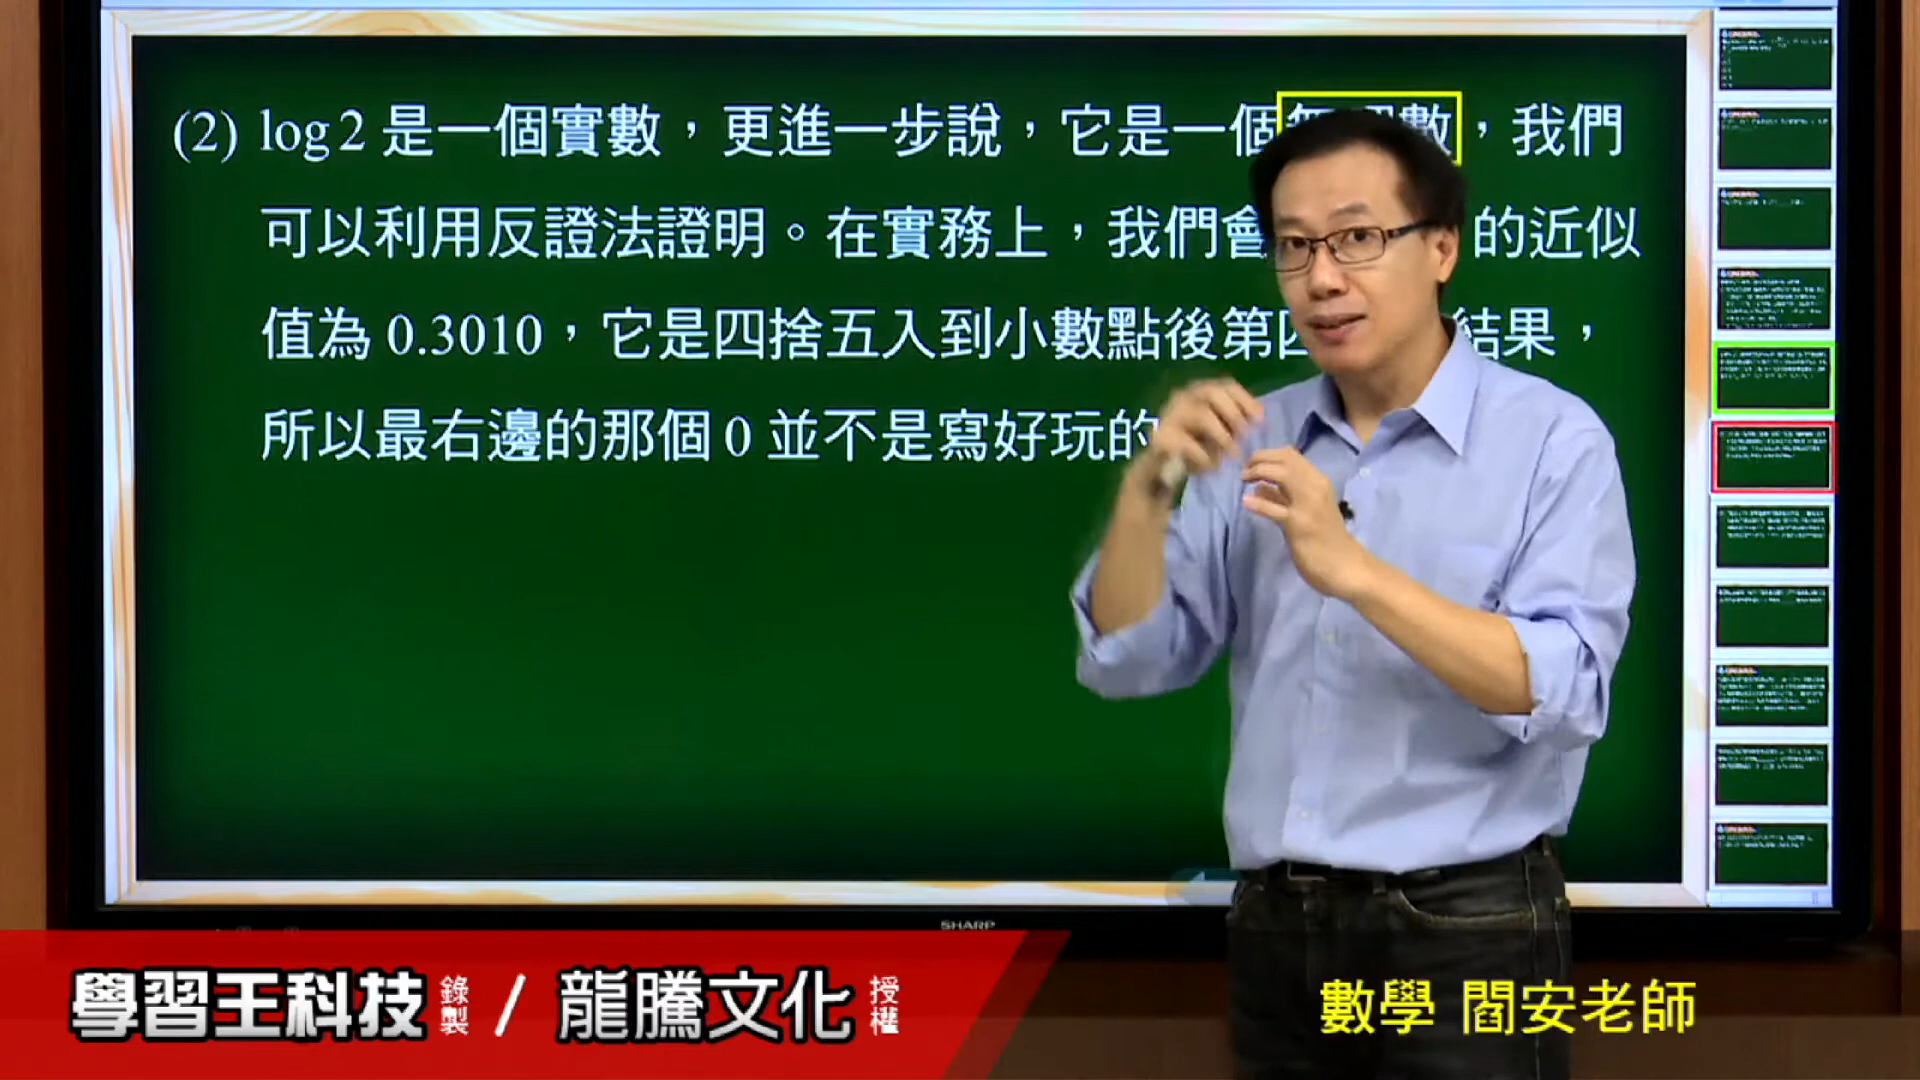 (2) log2 是一個實數,更進一步說,它是一個無理數,我們
可以利用反證法證明。在實務上,我們會 的近似
值為 0.3010,它是四捨五入到小數點後第四 結果,
所以最右邊的那個 0 並不是寫好玩的
SHARP
學習王科技 錄製 / 龍騰文化 授權
數學 閻安老師